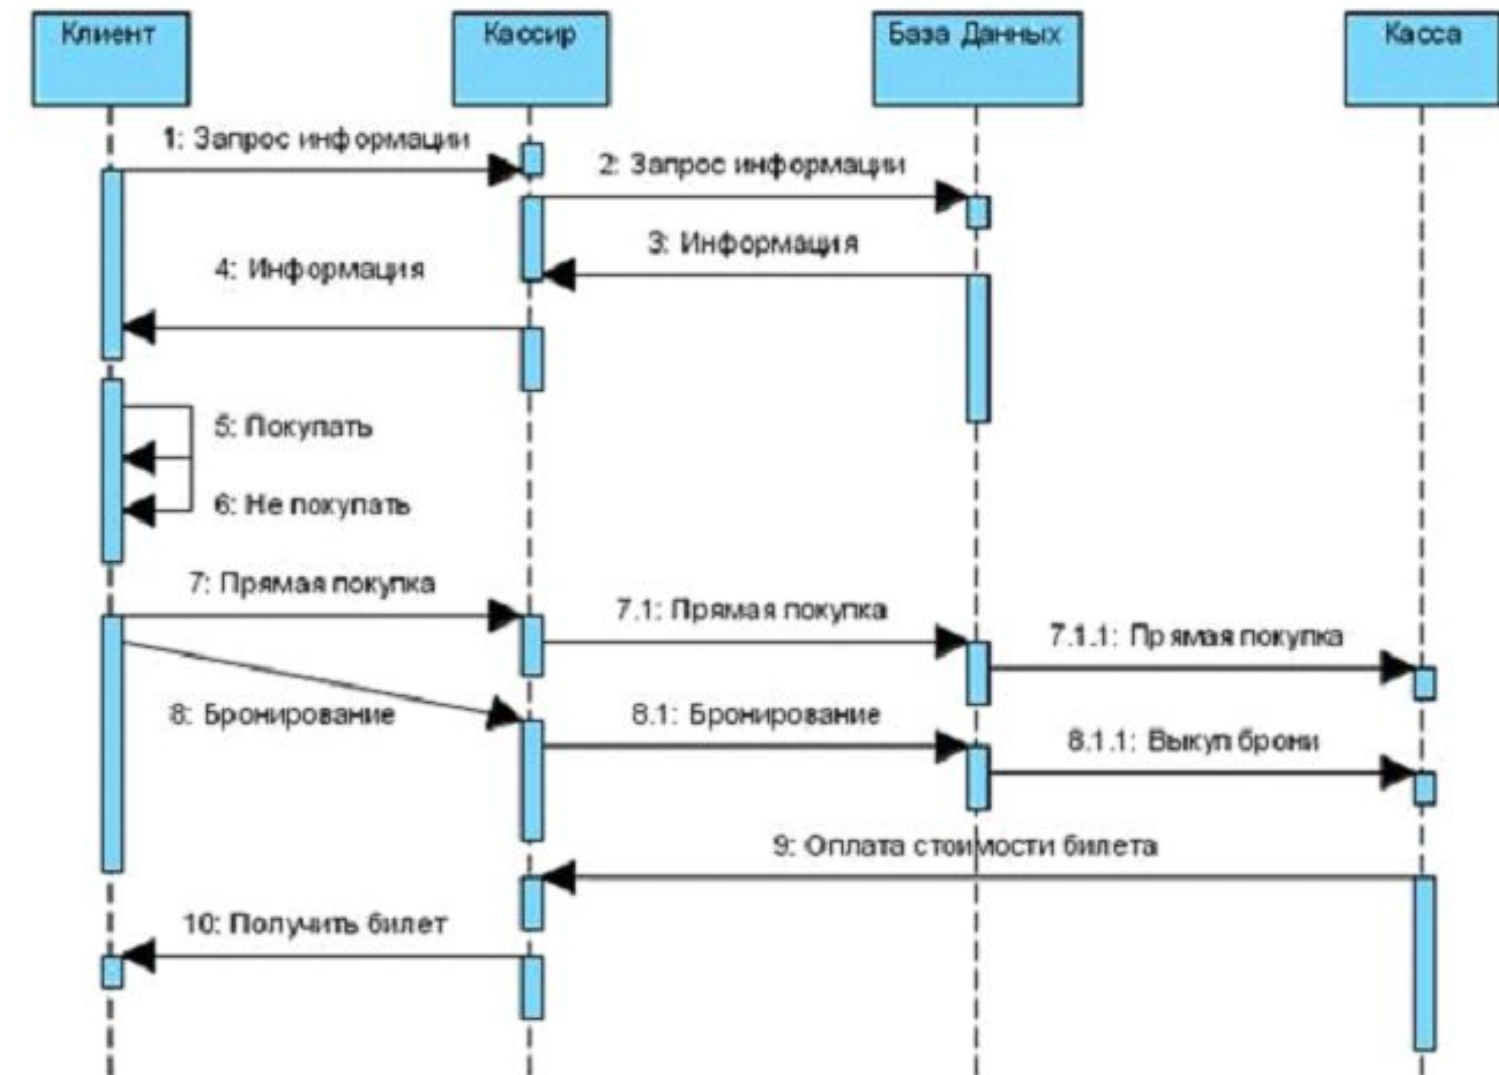 Клиент
Кассир
База Данных
Касса
1: Запрос информации
2: Запрос информации
3: Информация
4: Информация
5: Покупать
6: Не покупать
7: Прямая покупка
7.1: Прямая покупка
7.1.1: Прямая покупка
8: Бронирование
8.1: Бронирование
8.1.1: Выкуп брони
9: Оплата стоимости билета
10: Получить билет